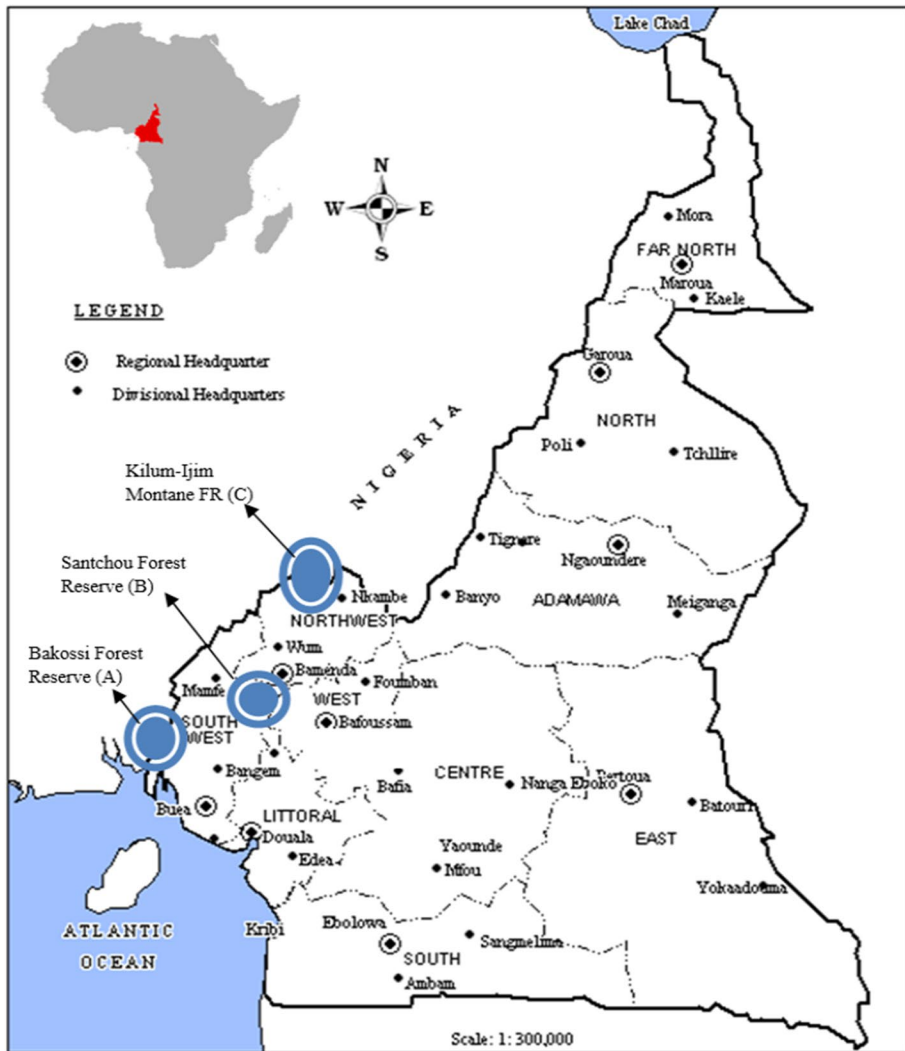 Lake Chad
N
W
E
S
Mora
FAR NORTH
Maroua
Kaele
LEGEND
Regional Headquarter
Divisional Headquarters
Garoua
NORTH
NIGERIA
Poli
Tchllire
Kilum-Ijim
Montane FR (C)
Tignere
Ngaoundere
Santchou Forest
Reserve (B)
Nkambe
Banyo
ADAMAWA
Meiganga
NORTHWEST
Wum
Bakossi Forest
Reserve (A)
Bamenda
Mamfe
Foumban
WEST
SOUTH
WEST
Bafoussam
Bangem
CENTRE
Bafia
Nanga Eboko
Bertoua
Batouri
Buea
LITTORAL
Douala
EAST
Yaounde
Edea
Mfou
Yokaadouma
Ebolowa
Kribi
ATLANTIC
OCEAN
Sangmelima
SOUTH
Ambam
Scale: 1: 300,000